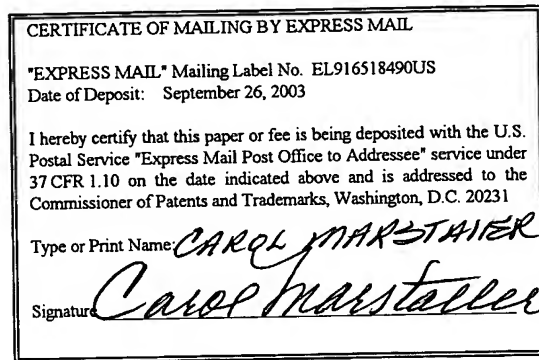 CERTIFICATE OF MAILING BY EXPRESS MAIL
"EXPRESS MAIL" Mailing Label No. EL916518490US
Date of Deposit: September 26, 2003
I hereby certify that this paper or fee is being deposited with the U.S.
Postal Service "Express Mail Post Office to Addressee" service under
37 CFR 1.10 on the date indicated above and is addressed to the
Commissioner of Patents and Trademarks, Washington, D.C. 20231
Type or Print Name: CAROL MARSTALLER
Signature Carol Marstaller